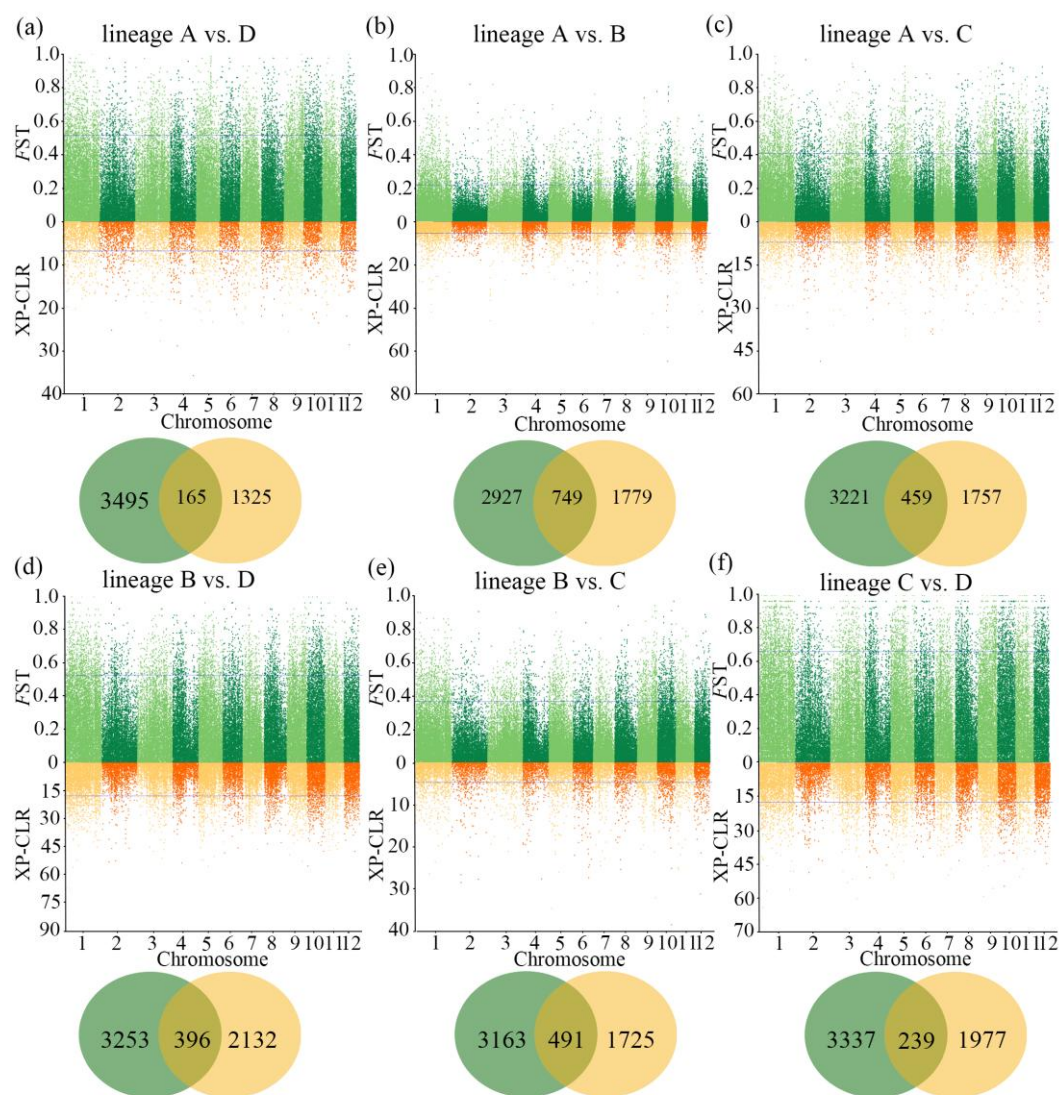 (a) lineage A vs. D
1.0
0.8
0.6
0.4
0.2
0
10
20
30
40
FST
XP-CLR
1 2 3 4 5 6 7 8 9 10 11 12
Chromosome
3495 165 1325
(b) lineage A vs. B
1.0
0.8
0.6
0.4
0.2
0
20
40
60
80
FST
XP-CLR
1 2 3 4 5 6 7 8 9 10 11 12
Chromosome
2927 749 1779
(c) lineage A vs. C
1.0
0.8
0.6
0.4
0.2
0
15
30
45
60
FST
XP-CLR
1 2 3 4 5 6 7 8 9 10 11 12
Chromosome
3221 459 1757
(d) lineage B vs. D
1.0
0.8
0.6
0.4
0.2
0
15
30
45
60
75
90
FST
XP-CLR
1 2 3 4 5 6 7 8 9 10 11 12
Chromosome
3253 396 2132
(e) lineage B vs. C
1.0
0.8
0.6
0.4
0.2
0
10
20
30
40
FST
XP-CLR
1 2 3 4 5 6 7 8 9 10 11 12
Chromosome
3163 491 1725
(f) lineage C vs. D
1.0
0.8
0.6
0.4
0.2
0
15
30
45
60
70
FST
XP-CLR
1 2 3 4 5 6 7 8 9 10 11 12
Chromosome
3337 239 1977